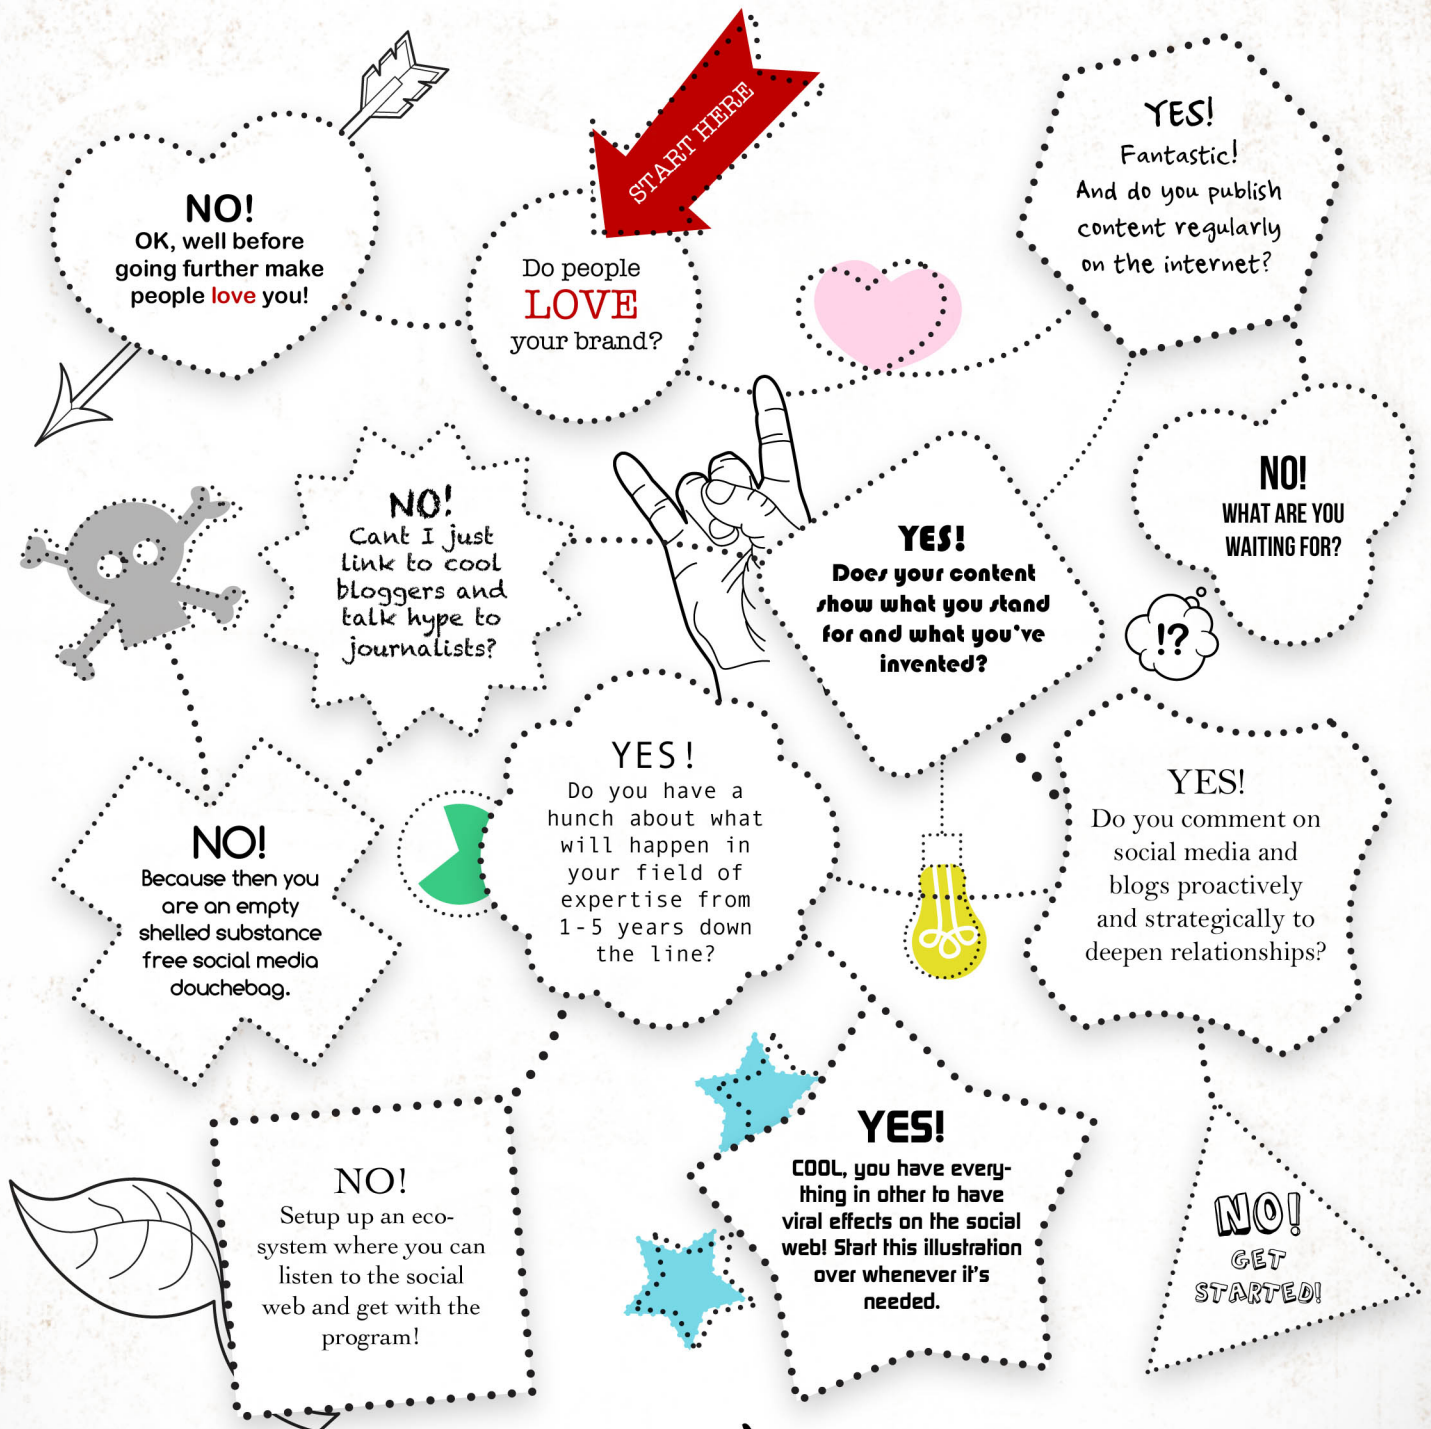 START HERE
Do people
LOVE
your brand?
NO!
OK, well before
going further make
people love you!
YES!
Fantastic!
And do you publish
content regularly
on the internet?
NO!
WHAT ARE YOU
WAITING FOR?
!?
YES!
Does your content
show what you stand
for and what you've
invented?
NO!
Cant I just
link to cool
bloggers and
talk hype to
journalists?
NO!
Because then you
are an empty
shelled substance
free social media
douchebag.
YES!
Do you comment on
social media and
blogs proactively
and strategically to
deepen relationships?
NO!
GET
STARTED!
YES!
Do you have a
hunch about what
will happen in
your field of
expertise from
1-5 years down
the line?
NO!
Setup up an eco-
system where you can
listen to the social
web and get with the
program!
YES!
COOL, you have every-
thing in other to have
viral effects on the social
web! Start this illustration
over whenever it's
needed.